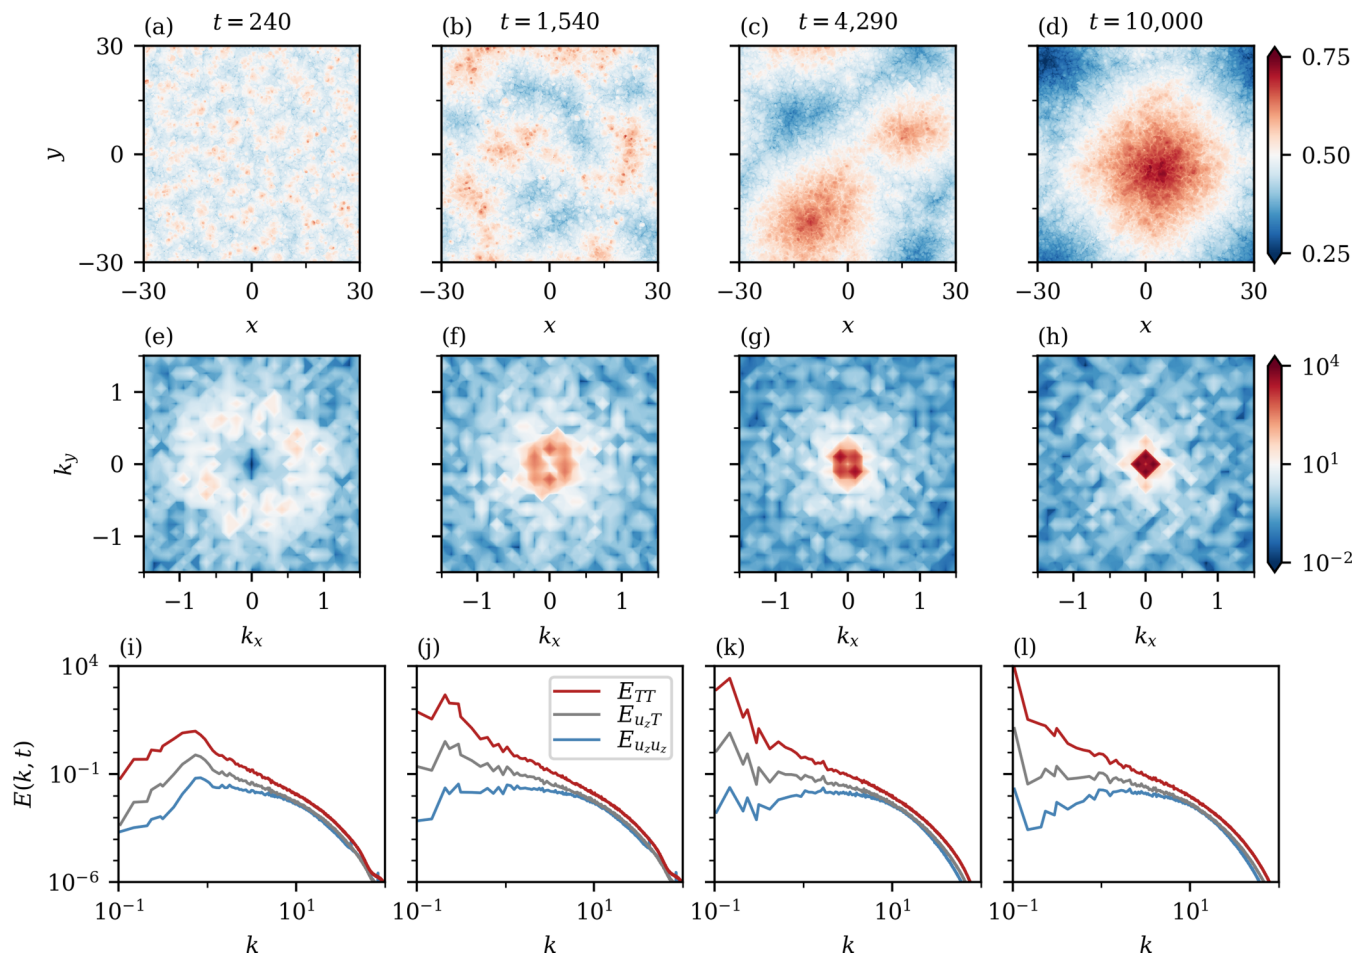 (a) t = 240 (b) t = 1,540 (c) t = 4,290 (d) t = 10,000
30 0.75
y 0 0.50
−30 0.25
−30 0 30 −30 0 30 −30 0 30 −30 0 30
x x x x
(e) (f) (g) (h)
10^4
1
k_y 0 10^1
−1
10^−2
−1 0 1 −1 0 1 −1 0 1 −1 0 1
k_x k_x k_x k_x
(i) (j) (k) (l)
10^4
E_{TT}
E_{u_zT}
E_{u_zu_z}
E(k, t) 10^−1
10^−6
10^−1 10^1 10^−1 10^1 10^−1 10^1 10^−1 10^1
k k k k